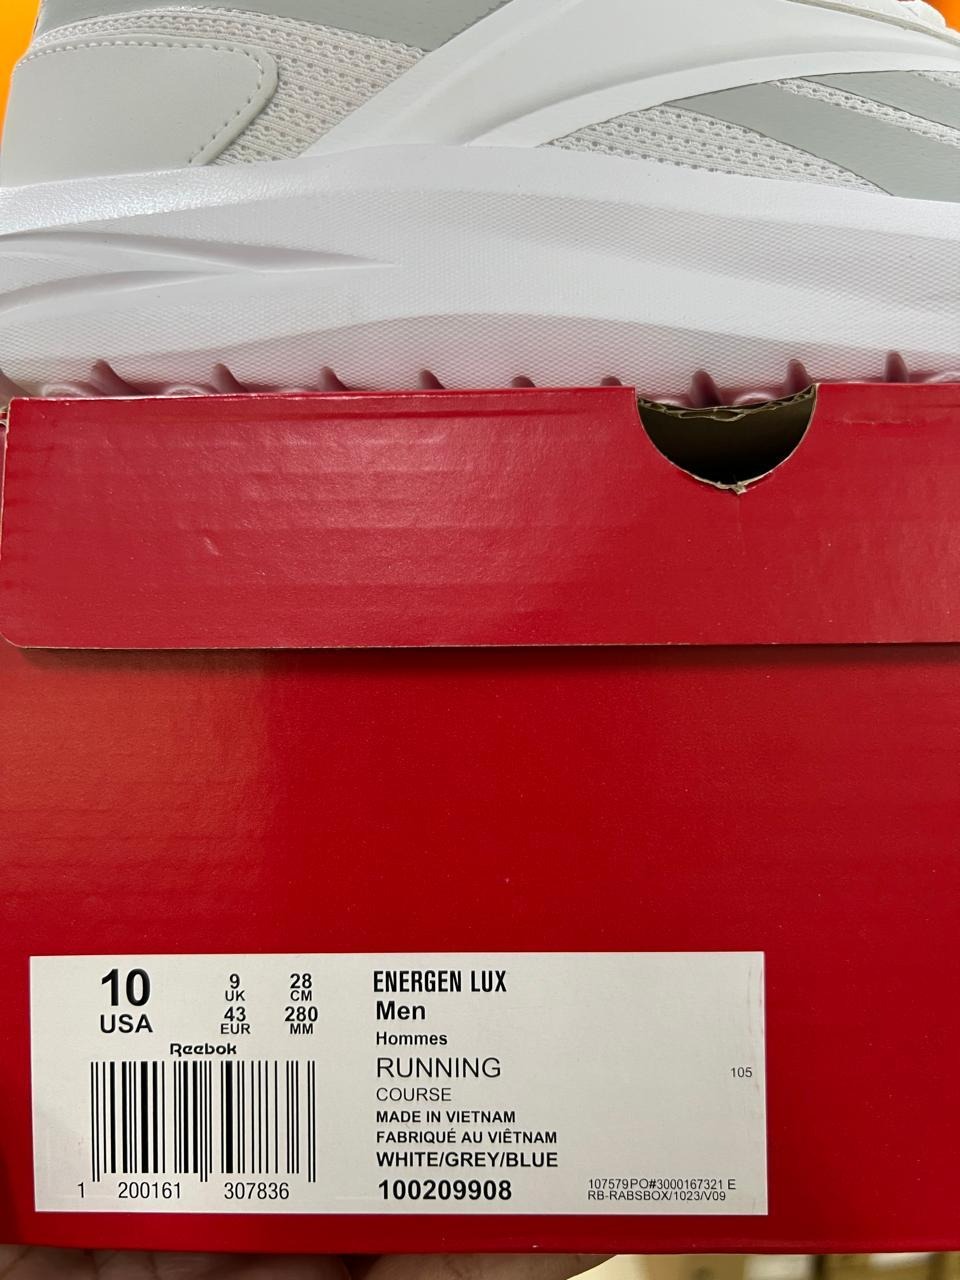 10
USA
9
UK
43
EUR
28
CM
280
MM
Reebok
1 200161 307836
ENERGEN LUX
Men
Hommes
RUNNING
COURSE
MADE IN VIETNAM
FABRIQUÉ AU VIÊTNAM
WHITE/GREY/BLUE
100209908
105
107579PO#3000167321 E
RB-RABSBOX/1023/V09